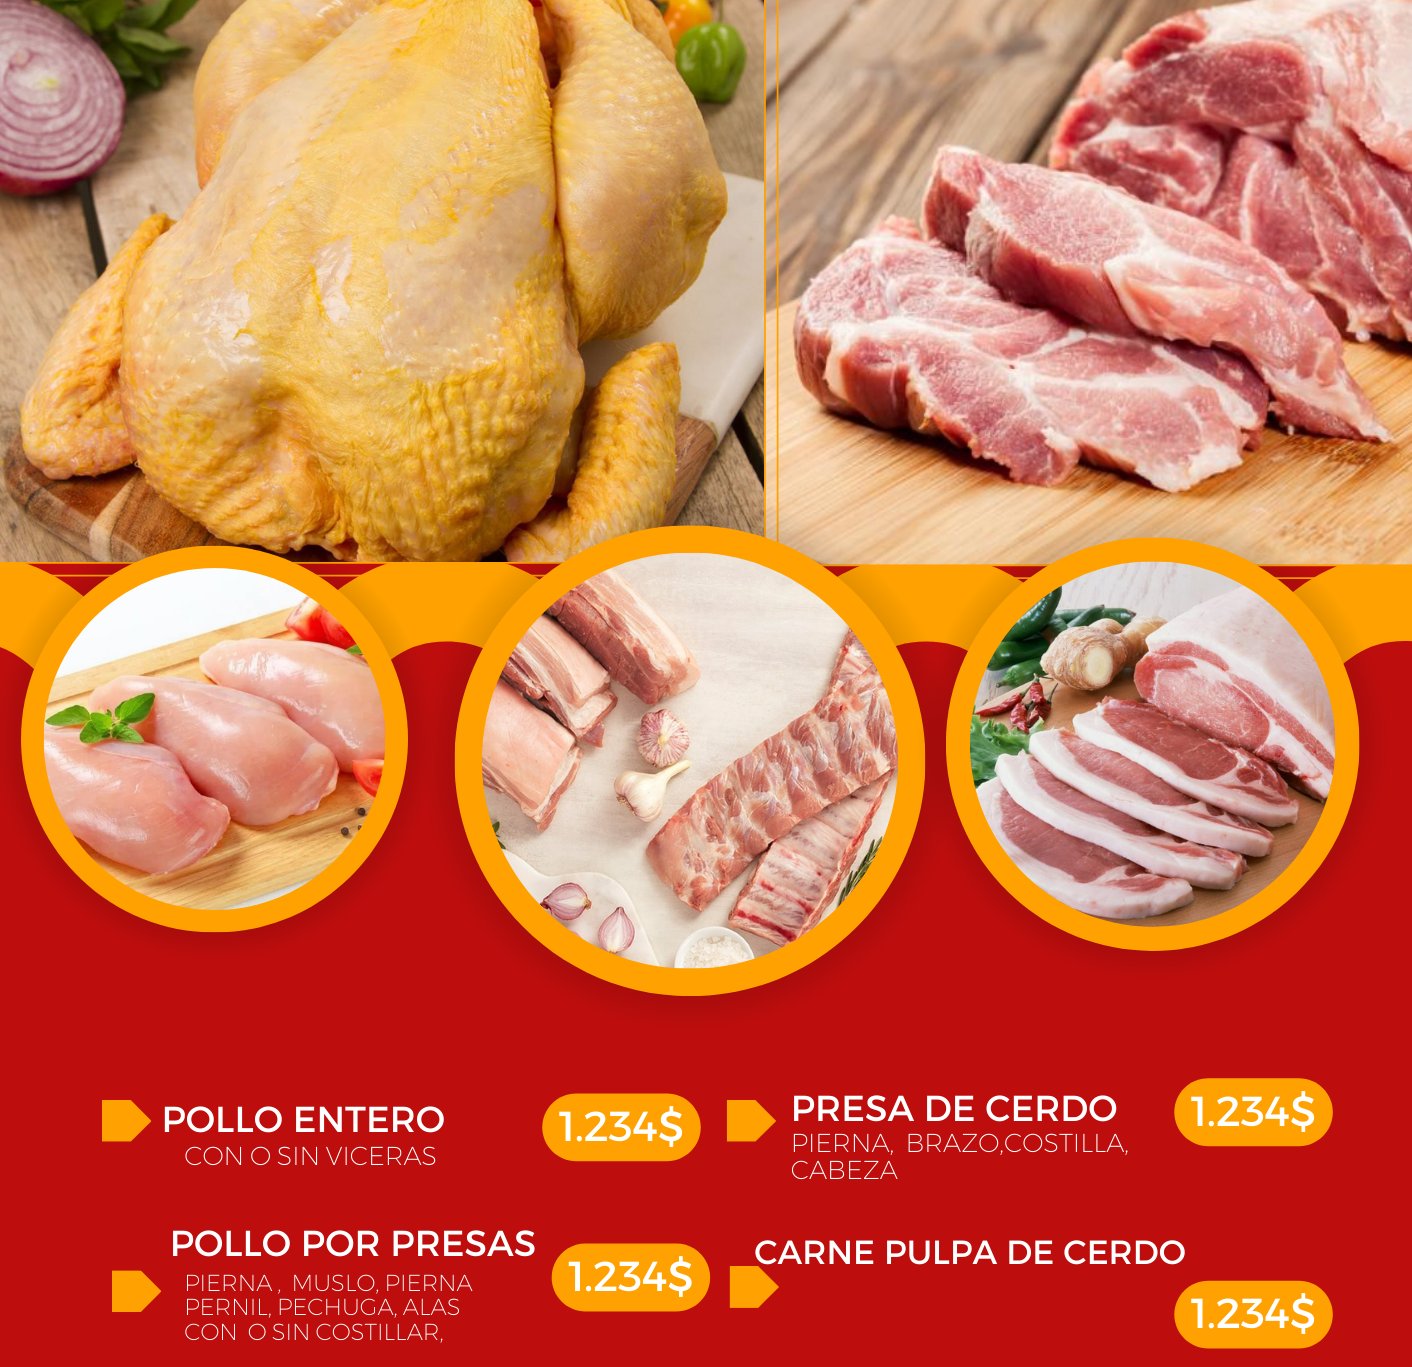 POLLO ENTERO
CON O SIN VICERAS
1.234$
PRESA DE CERDO
PIERNA, BRAZO,COSTILLA,
CABEZA
1.234$
POLLO POR PRESAS
PIERNA , MUSLO, PIERNA
PERNIL, PECHUGA, ALAS
CON O SIN COSTILLAR,
1.234$
CARNE PULPA DE CERDO
1.234$